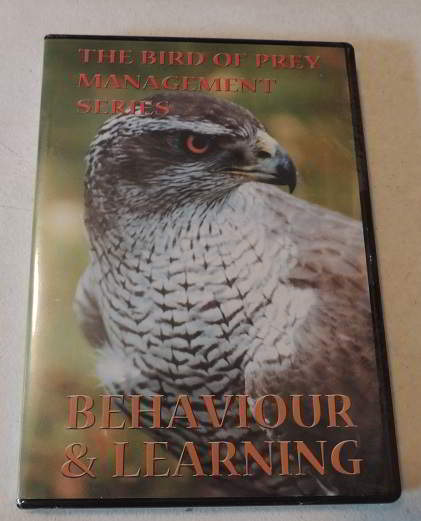 THE BIRD OF PREY
MANAGEMENT
SERIES
BEHAVIOUR
& LEARNING